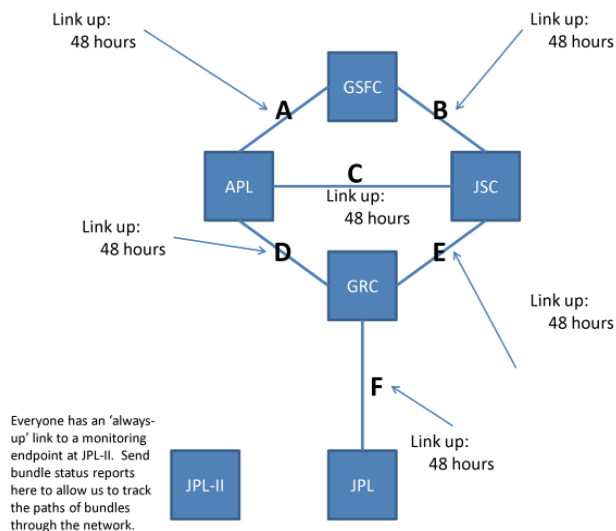 Link up:
48 hours
Link up:
48 hours
GSFC
A
B
C
APL
JSC
Link up:
48 hours
Link up:
48 hours
D
E
GRC
Link up:
48 hours
F
Link up:
48 hours
Everyone has an 'always-
up' link to a monitoring
endpoint at JPL-II.  Send
bundle status reports
here to allow us to track
the paths of bundles
through the network.
JPL-II
JPL